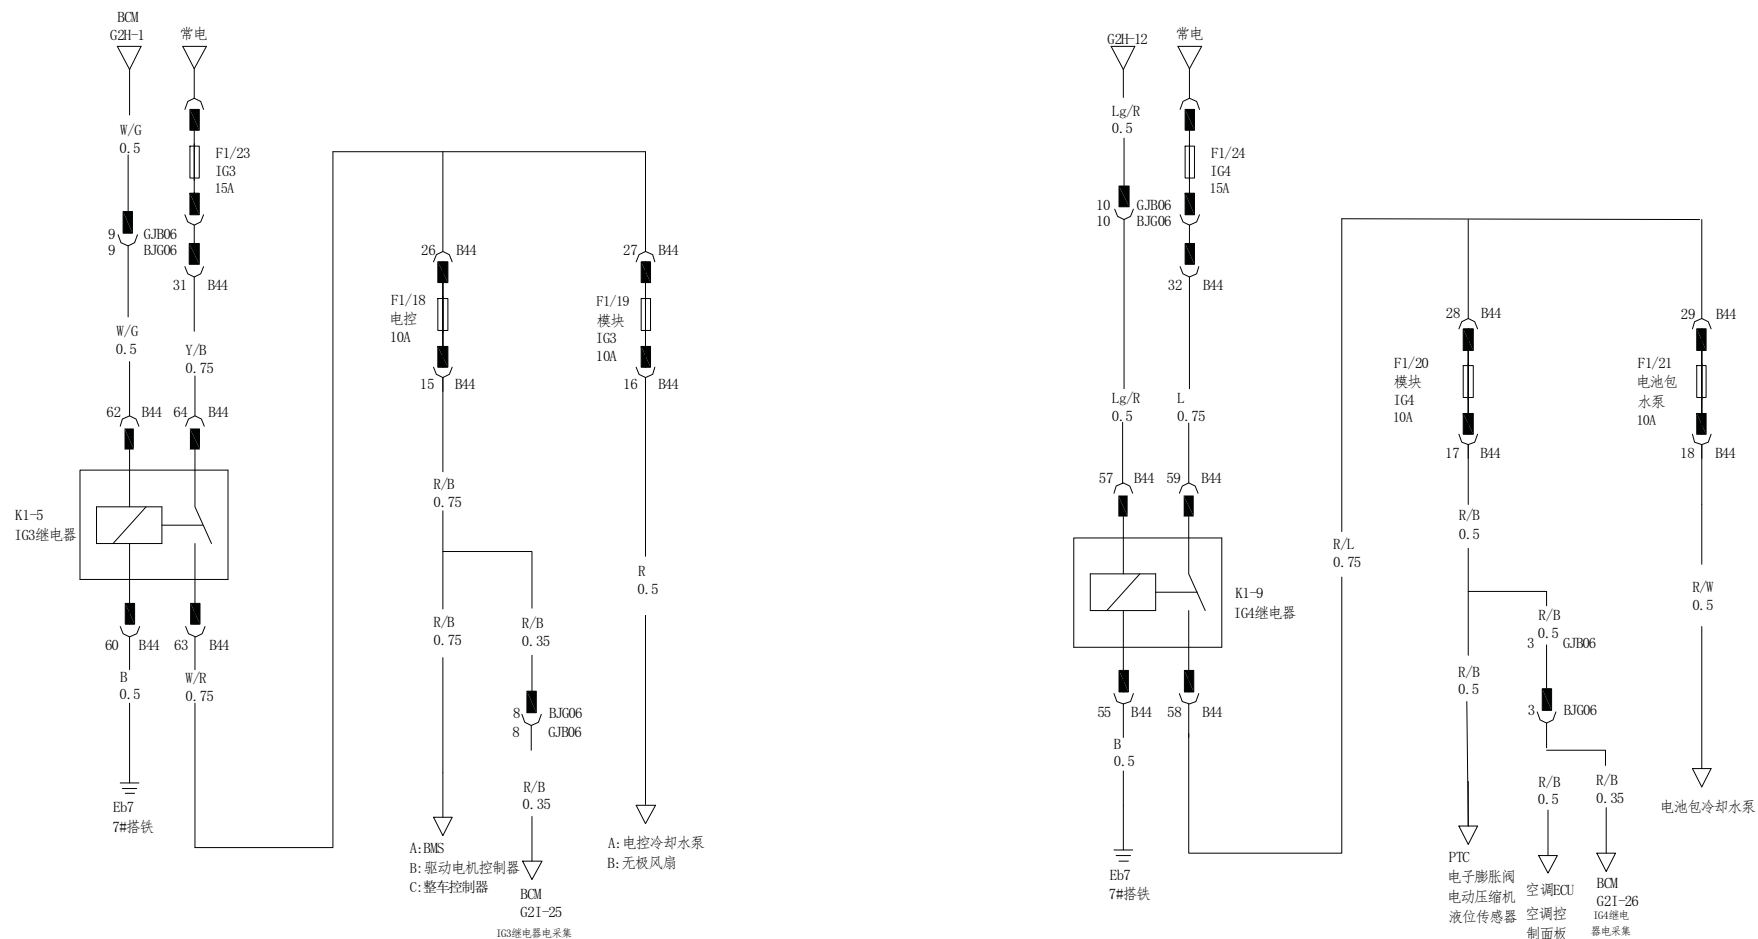 BCM
G2H-1
常电
W/G
0.5
F1/23
IG3
15A
9
9
GJB06
BJG06
31
B44
W/G
0.5
Y/B
0.75
62
B44
64
B44
K1-5
IG3继电器
60
B44
63
B44
B
0.5
W/R
0.75
Eb7
7#搭铁
26
B44
F1/18
电控
10A
15
B44
R/B
0.75
R/B
0.75
R/B
0.35
8
BJG06
8
GJB06
R/B
0.35
A:BMS
B:驱动电机控制器
C:整车控制器
BCM
G2I-25
IG3继电器电采集
27
B44
F1/19
模块
IG3
10A
16
B44
R
0.5
A:电控冷却水泵
B:无极风扇
G2H-12
常电
Lg/R
0.5
F1/24
IG4
15A
10
GJB06
10
BJG06
32
B44
Lg/R
0.5
L
0.75
57
B44
59
B44
K1-9
IG4继电器
55
B44
58
B44
B
0.5
Eb7
7#搭铁
R/L
0.75
28
B44
F1/20
模块
IG4
10A
17
B44
R/B
0.5
R/B
0.5
R/B
0.5
3
GJB06
3
BJG06
R/B
0.5
R/B
0.35
PTC
电子膨胀阀
电动压缩机
液位传感器
空调ECU
空调控
制面板
BCM
G2I-26
IG4继电
器电采集
29
B44
F1/21
电池包
水泵
10A
18
B44
R/W
0.5
电池包冷却水泵